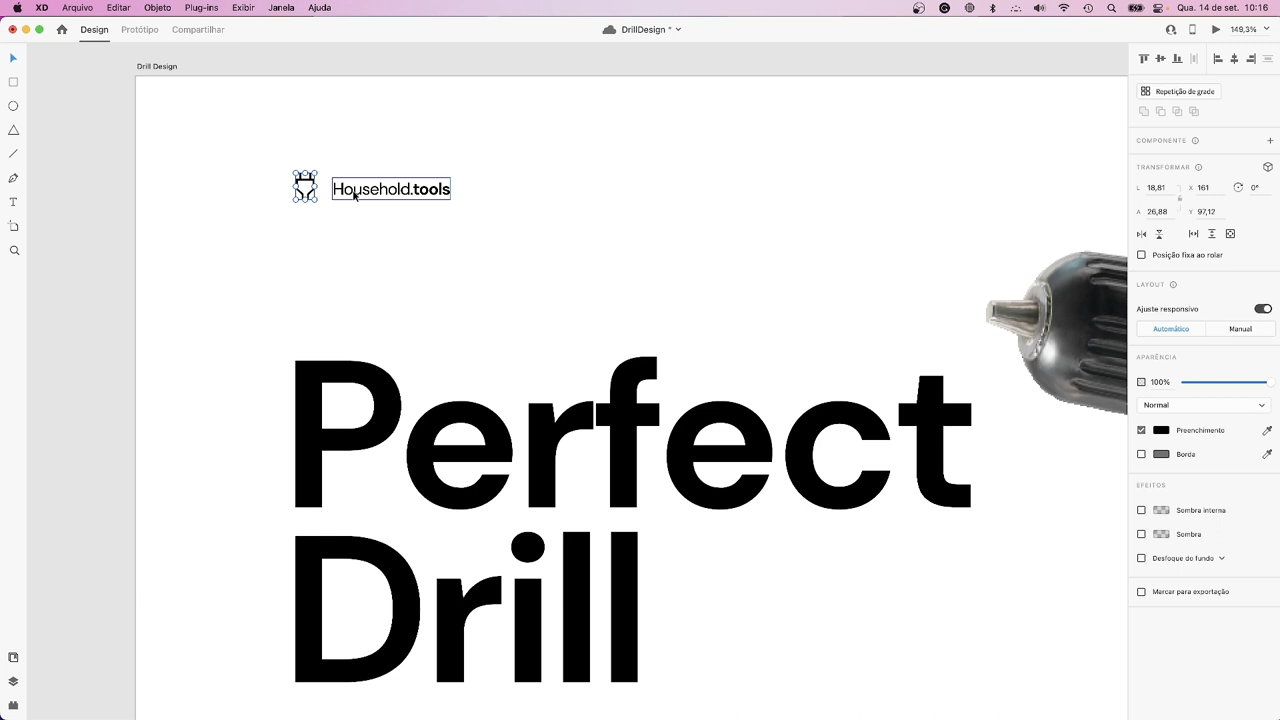 XD Arquivo Editar Objeto Plug-ins Exibir Janela Ajuda Qua. 14 de set. 10:16
Design Protótipo Compartilhar DrillDesign * 149,3%
Drill Design
Household.tools
Perfect
Drill
Repetição de grade
COMPONENTE
TRANSFORMAR
L 18,81 X 161 0°
A 26,88 Y 97,12
Posição fixa ao rolar
LAYOUT
Ajuste responsivo
Automático Manual
APARÊNCIA
100%
Normal
Preenchimento
Borda
EFEITOS
Sombra interna
Sombra
Desfoque do fundo
Marcar para exportação